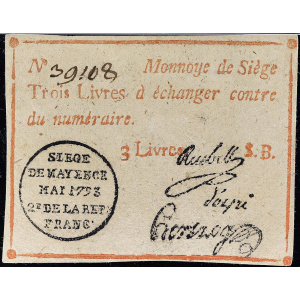 N° 39108 Monnoye de Siège
Trois Livres à échanger contre
du numéraire.
3 Livres S. B.
SIEGE
DE MAYENCE
MAI 1793
2e DE LA REP
FRANC